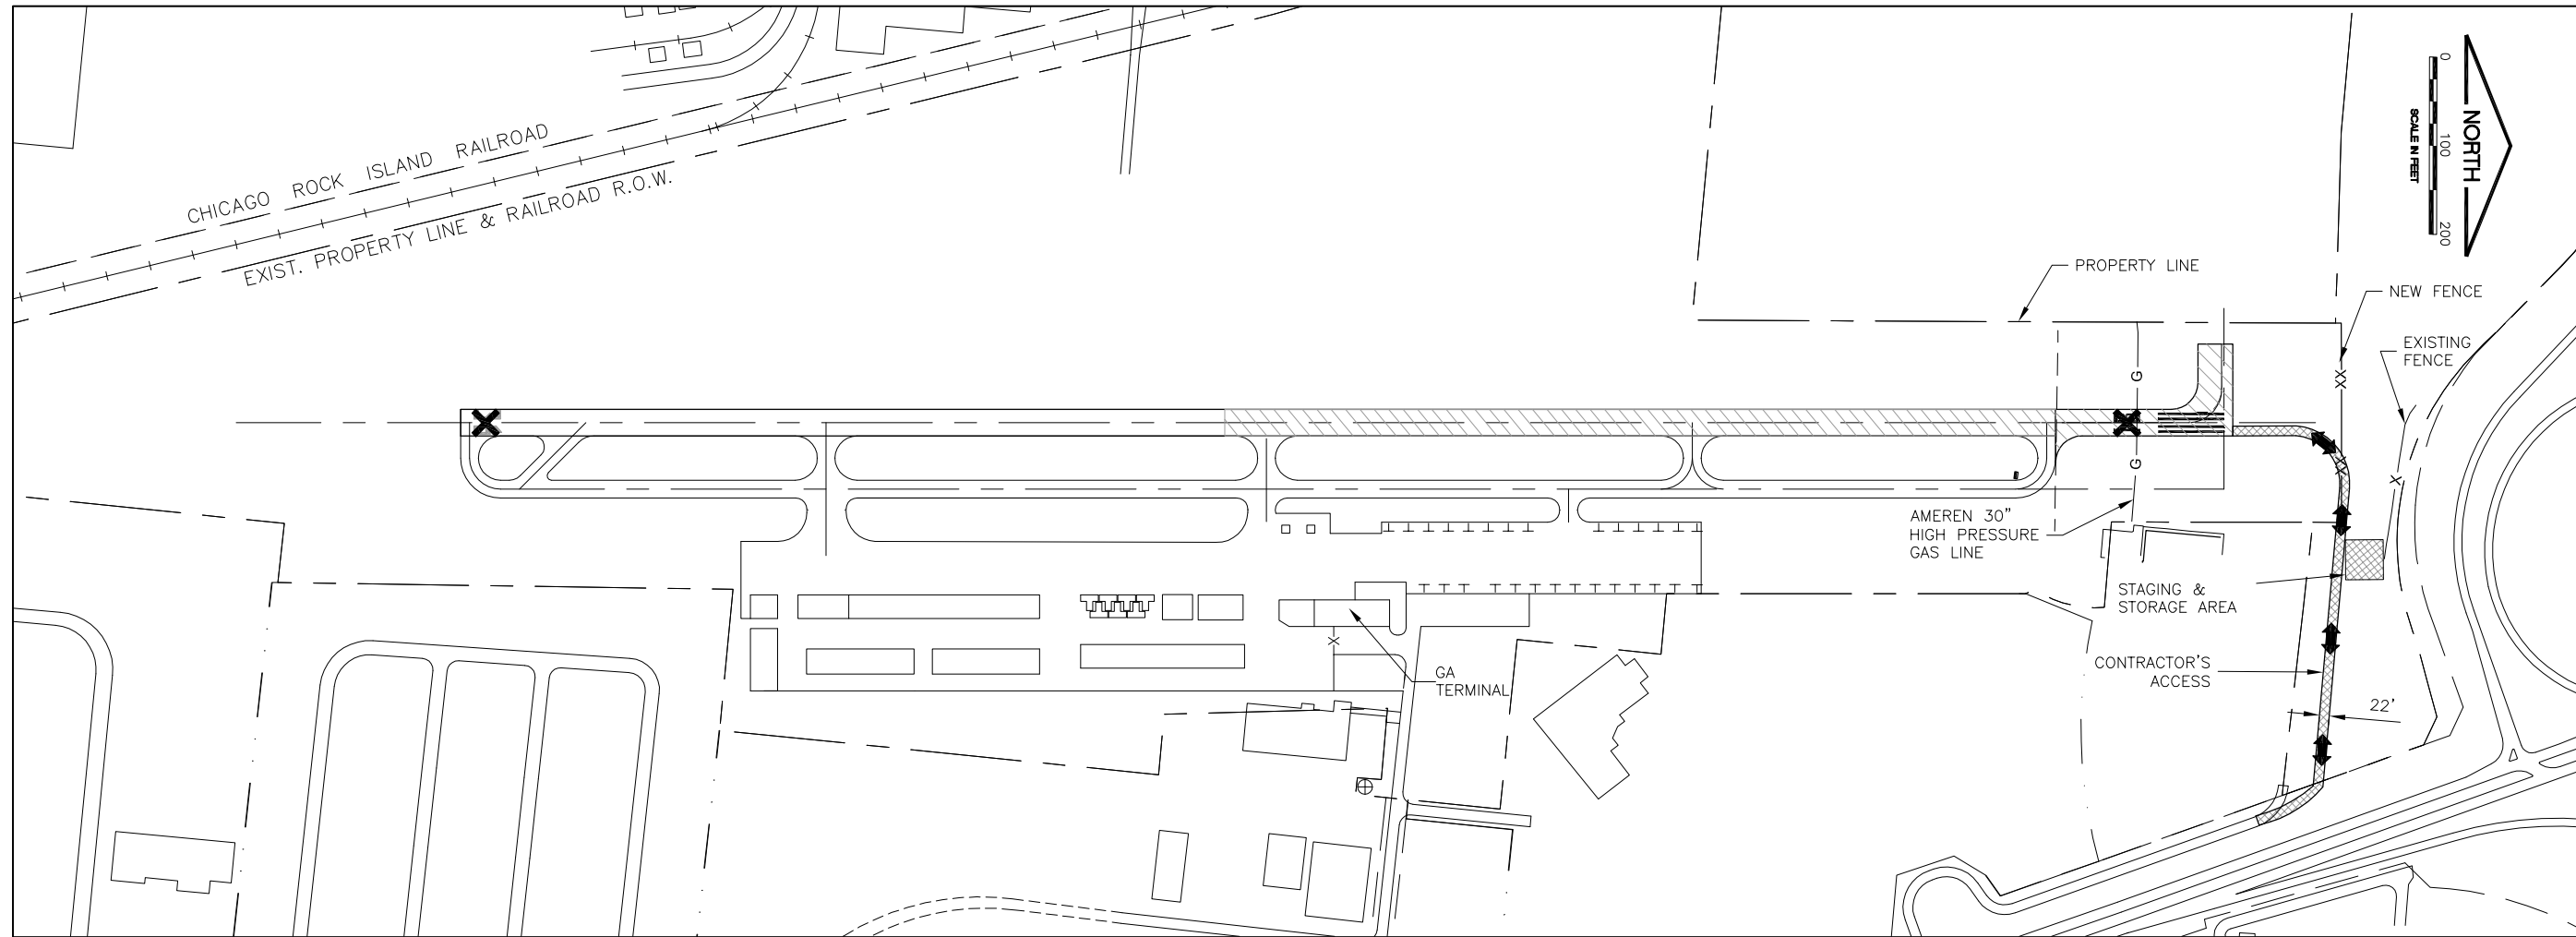 CHICAGO ROCK ISLAND RAILROAD
EXIST. PROPERTY LINE & RAILROAD R.O.W.
0
100
200
SCALE IN FEET
NORTH
PROPERTY LINE
NEW FENCE
EXISTING
FENCE
XX
X
X
G
G
AMEREN 30"
HIGH PRESSURE
GAS LINE
STAGING &
STORAGE AREA
CONTRACTOR'S
ACCESS
22'
X
GA
TERMINAL